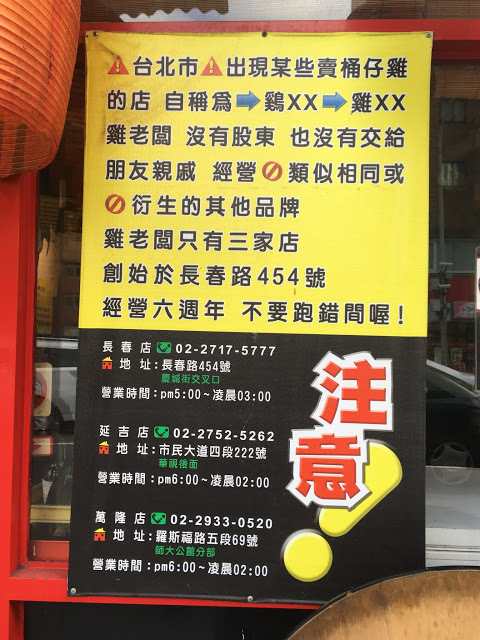 ⚠台北市⚠出現某些賣桶仔雞
的店 自稱為➡鷄XX➡雞XX
雞老闆 沒有股東 也沒有交給
朋友親戚 經營🚫類似相同或
🚫衍生的其他品牌
雞老闆只有三家店
創始於長春路454號
經營六週年 不要跑錯間喔!
長春店 02-2717-5777
地址:長春路454號
慶城街交叉口
營業時間:pm5:00~凌晨03:00
延吉店 02-2752-5262
地址:市民大道四段222號
華視後面
營業時間:pm6:00~凌晨02:00
萬隆店 02-2933-0520
地址:羅斯福路五段69號
師大公館分部
營業時間:pm6:00~凌晨02:00
注意!